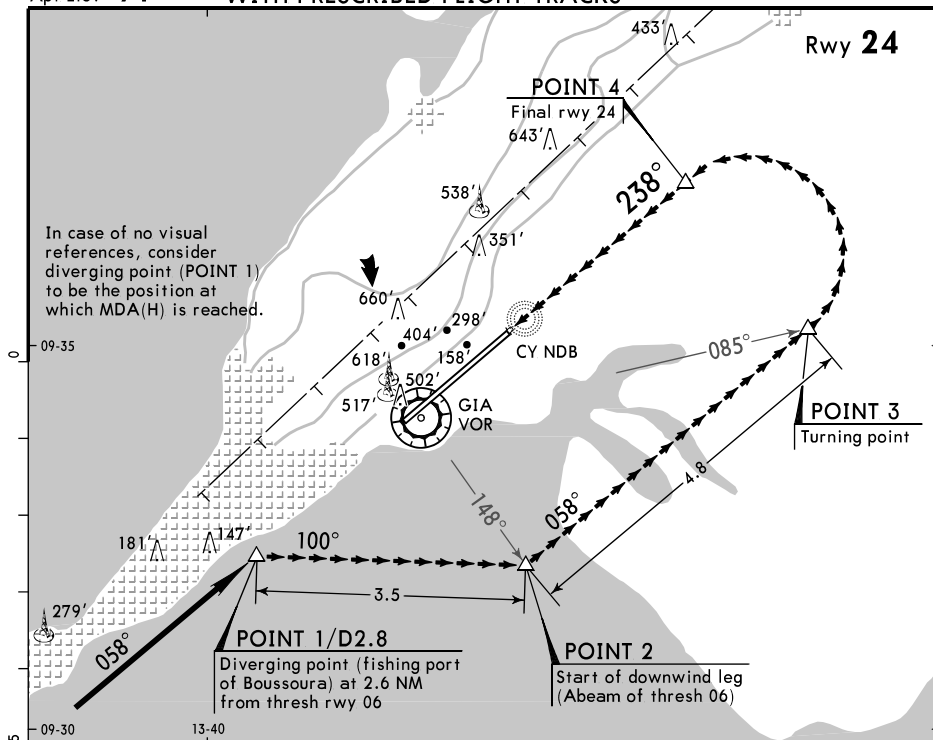 WITH PRESCRIBED FLIGHT TRACKS
Rwy 24
433'
POINT 4
Final rwy 24
643'
238°
538'
351'
In case of no visual
references, consider
diverging point (POINT 1)
to be the position at
which MDA(H) is reached.
660'
298'
404'
158'
618'
502'
517'
CY NDB
085°
09-35
GIA
VOR
POINT 3
Turning point
4.8
148°
058°
181'
147'
100°
3.5
279'
058°
POINT 1/D2.8
Diverging point (fishing port
of Boussoura) at 2.6 NM
from thresh rwy 06
POINT 2
Start of downwind leg
(Abeam of thresh 06)
09-30
13-40